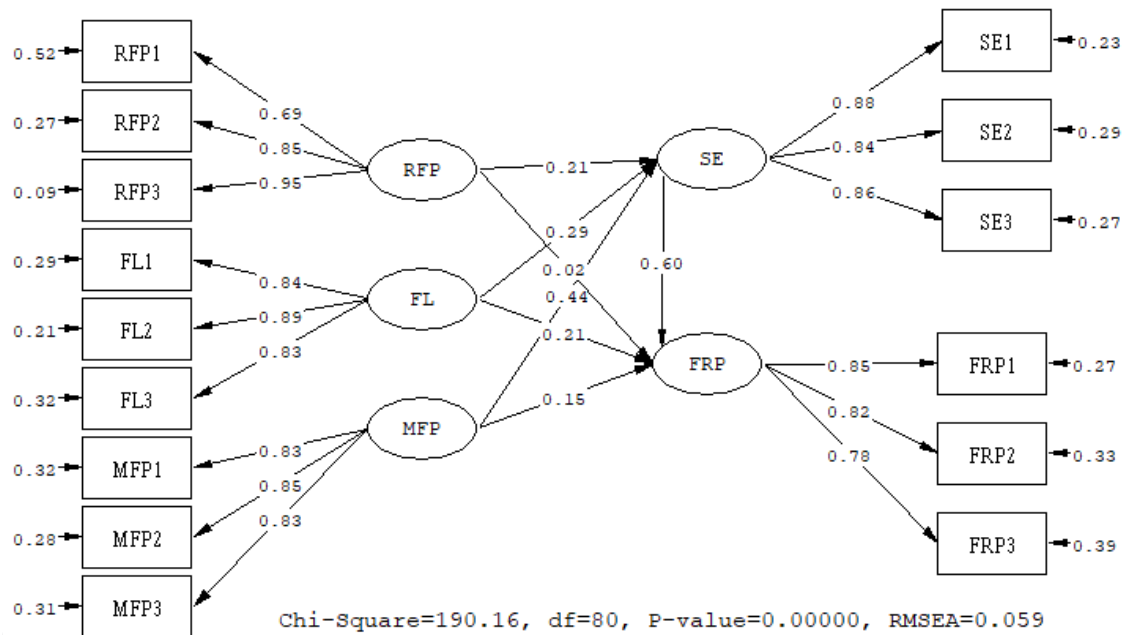 0.52 RFP1
0.27 RFP2
0.09 RFP3
0.29 FL1
0.21 FL2
0.32 FL3
0.32 MFP1
0.28 MFP2
0.31 MFP3
0.69
0.85
0.95
0.84
0.89
0.83
0.83
0.85
0.83
RFP
FL
MFP
0.21
0.29
0.02
0.44
0.21
0.15
SE
0.60
FRP
0.88
0.84
0.86
0.85
0.82
0.78
SE1 0.23
SE2 0.29
SE3 0.27
FRP1 0.27
FRP2 0.33
FRP3 0.39
Chi-Square=190.16, df=80, P-value=0.00000, RMSEA=0.059